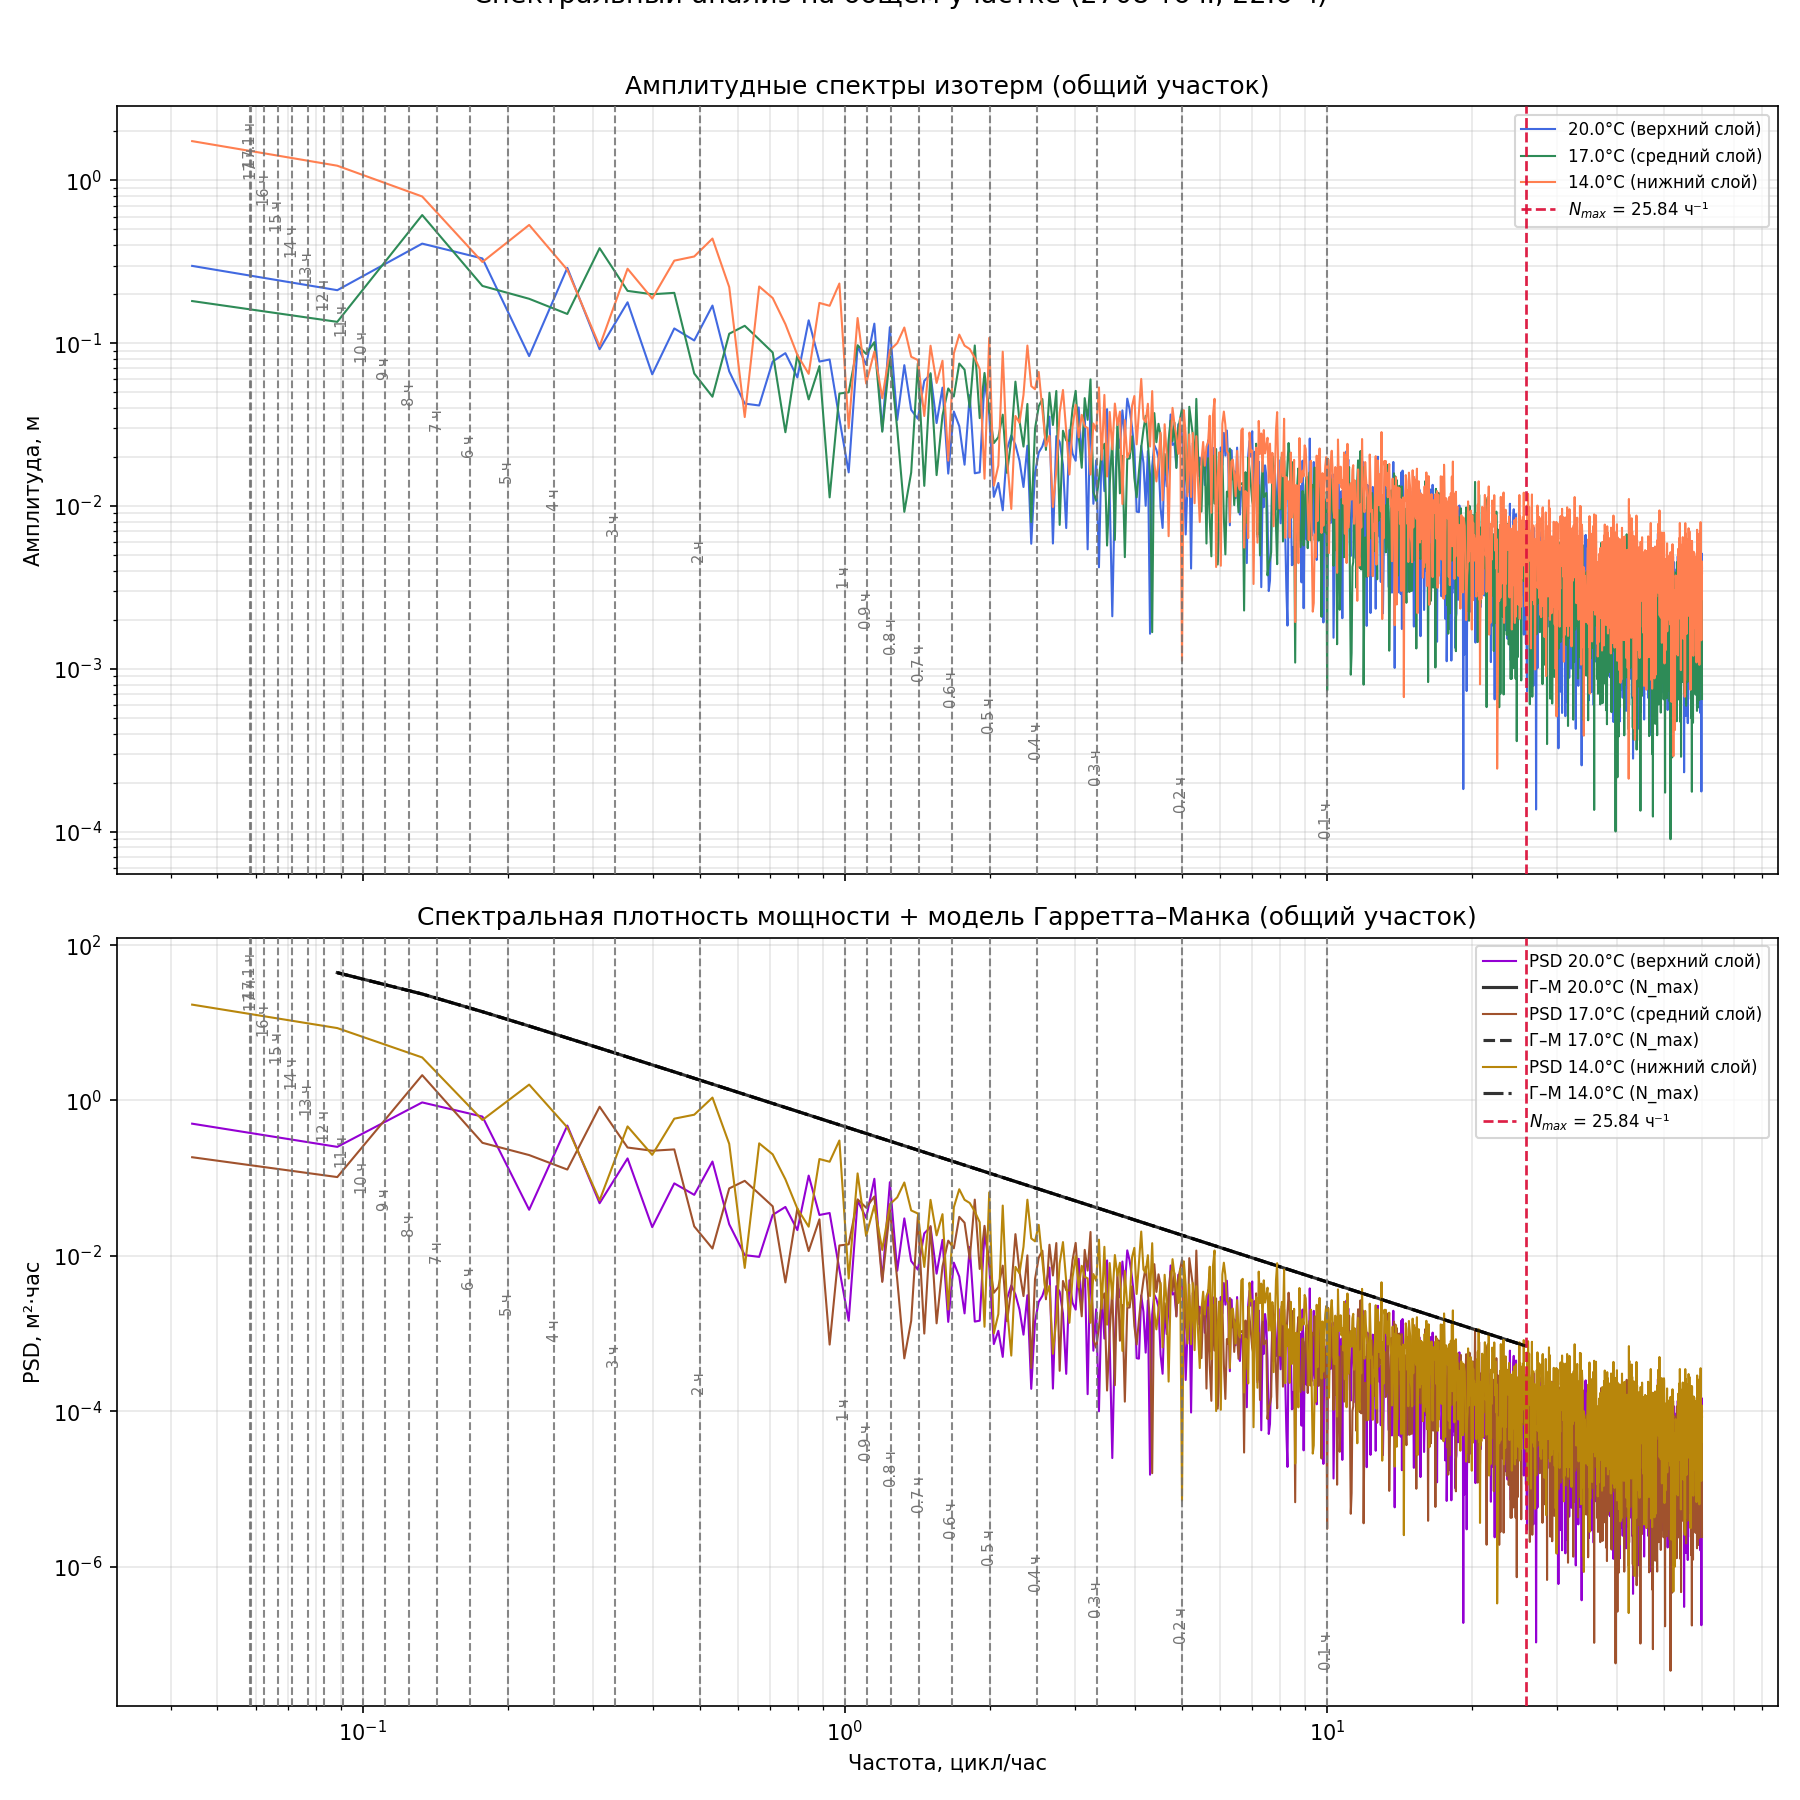 Амплитудные спектры изотерм (общий участок)
20.0°C (верхний слой)
17.0°C (средний слой)
14.0°C (нижний слой)
N_max = 25.84 ч⁻¹
Амплитуда, м
10⁰
10⁻¹
10⁻²
10⁻³
10⁻⁴
16 ч
15 ч
14 ч
13 ч
12 ч
11 ч
10 ч
9 ч
8 ч
7 ч
6 ч
5 ч
4 ч
3 ч
2 ч
1 ч
0.9 ч
0.8 ч
0.7 ч
0.6 ч
0.5 ч
0.4 ч
0.3 ч
0.2 ч
0.1 ч
Спектральная плотность мощности + модель Гарретта–Манка (общий участок)
PSD 20.0°C (верхний слой)
Г–М 20.0°C (N_max)
PSD 17.0°C (средний слой)
Г–М 17.0°C (N_max)
PSD 14.0°C (нижний слой)
Г–М 14.0°C (N_max)
N_max = 25.84 ч⁻¹
PSD, м²·час
10²
10⁰
10⁻²
10⁻⁴
10⁻⁶
16 ч
15 ч
14 ч
13 ч
12 ч
11 ч
10 ч
9 ч
8 ч
7 ч
6 ч
5 ч
4 ч
3 ч
2 ч
1 ч
0.9 ч
0.8 ч
0.7 ч
0.6 ч
0.5 ч
0.4 ч
0.3 ч
0.2 ч
0.1 ч
10⁻¹
10⁰
10¹
Частота, цикл/час